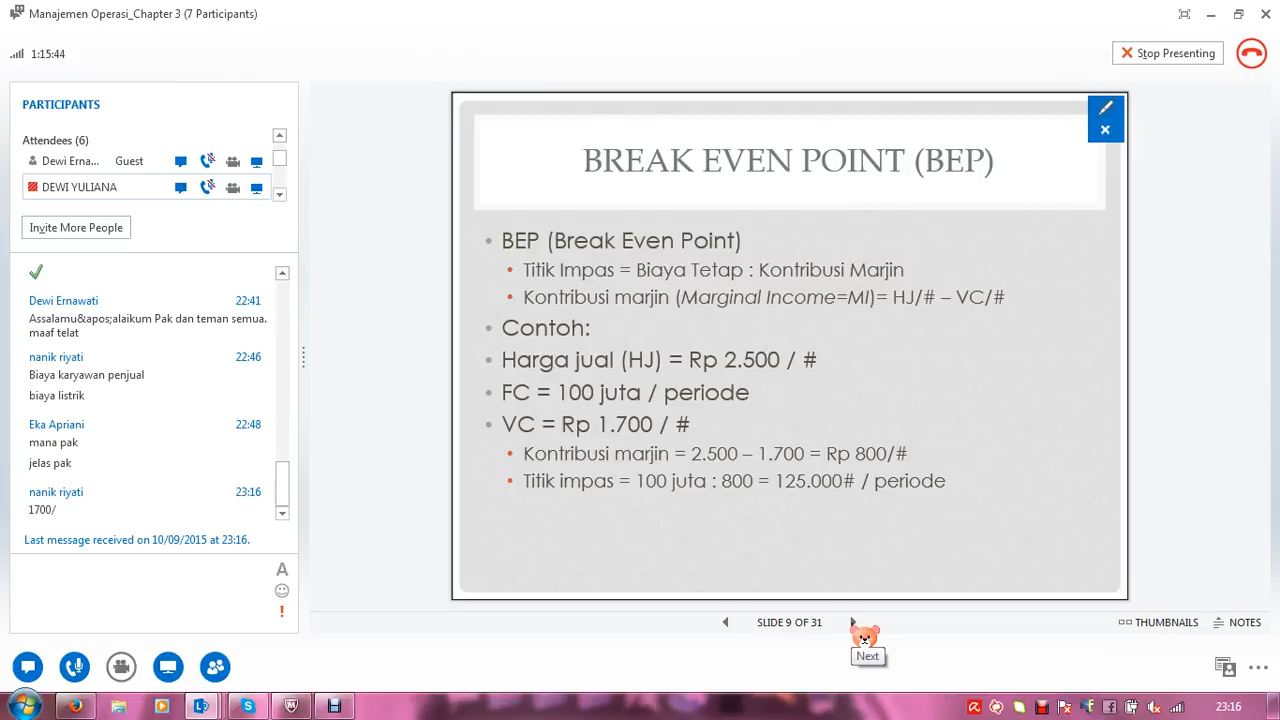 Manajemen Operasi_Chapter 3 (7 Participants)
1:15:44
Stop Presenting
PARTICIPANTS
Attendees (6)
Dewi Erna... Guest
DEWI YULIANA
Invite More People
Dewi Ernawati 22:41
Assalamu&apos;alaikum Pak dan teman semua.
maaf telat
nanik riyati 22:46
Biaya karyawan penjual
biaya listrik
Eka Apriani 22:48
mana pak
jelas pak
nanik riyati 23:16
1700/
Last message received on 10/09/2015 at 23:16.
A
!
BREAK EVEN POINT (BEP)
• BEP (Break Even Point)
• Titik Impas = Biaya Tetap : Kontribusi Marjin
• Kontribusi marjin (Marginal Income=MI)= HJ/# – VC/#
• Contoh:
• Harga jual (HJ) = Rp 2.500 / #
• FC = 100 juta / periode
• VC = Rp 1.700 / #
• Kontribusi marjin = 2.500 – 1.700 = Rp 800/#
• Titik impas = 100 juta : 800 = 125.000# / periode
SLIDE 9 OF 31
THUMBNAILS
NOTES
Next
23:16